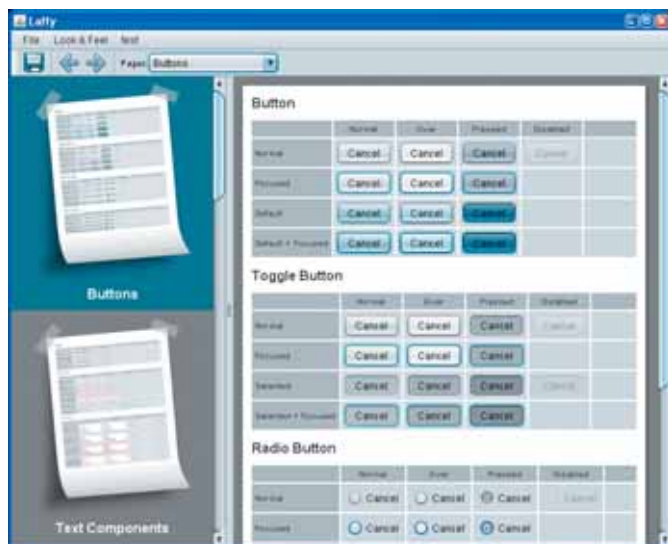 Laffy
File Look & Feel test
Page: Buttons
Buttons
Text Components
Button
Normal Over Pressed Disabled
Normal Cancel Cancel Cancel Cancel
Focused Cancel Cancel Cancel
Default Cancel Cancel Cancel
Default + Focused Cancel Cancel Cancel
Toggle Button
Normal Over Pressed Disabled
Normal Cancel Cancel Cancel Cancel
Focused Cancel Cancel Cancel
Selected Cancel Cancel Cancel Cancel
Selected + Focused Cancel Cancel Cancel
Radio Button
Normal Over Pressed Disabled
Normal Cancel Cancel Cancel Cancel
Focused Cancel Cancel Cancel